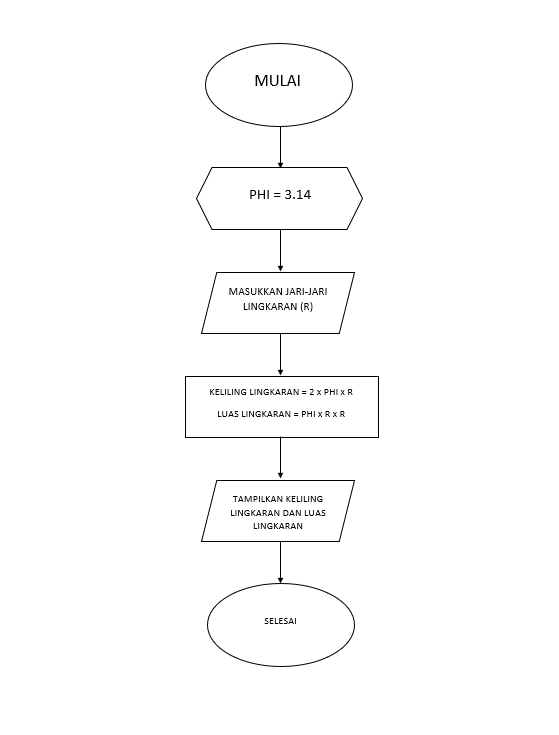 MULAI
PHI = 3.14
MASUKKAN JARI-JARI
LINGKARAN (R)
KELILING LINGKARAN = 2 x PHI x R
LUAS LINGKARAN = PHI x R x R
TAMPILKAN KELILING
LINGKARAN DAN LUAS
LINGKARAN
SELESAI